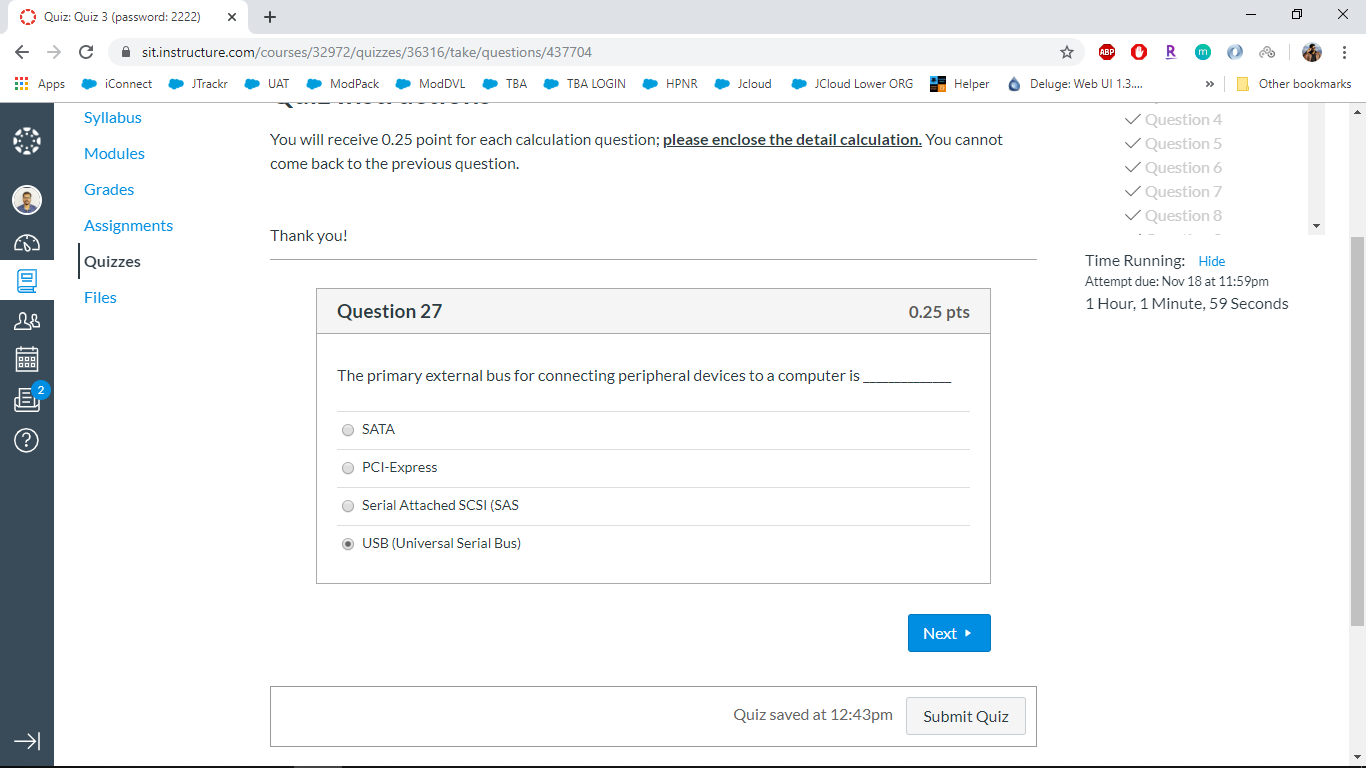 Quiz: Quiz 3 (password: 2222)
sit.instructure.com/courses/32972/quizzes/36316/take/questions/437704
ABP
R
m
Apps
iConnect
JTrackr
UAT
ModPack
ModDVL
TBA
TBA LOGIN
HPNR
Jcloud
JCloud Lower ORG
Helper
Deluge: Web UI 1.3....
»
Other bookmarks
Syllabus
Modules
Grades
Assignments
Quizzes
Files
2
Quiz Instructions
You will receive 0.25 point for each calculation question; please enclose the detail calculation. You cannot
come back to the previous question.
Thank you!
Question 27
0.25 pts
The primary external bus for connecting peripheral devices to a computer is ______________
SATA
PCI-Express
Serial Attached SCSI (SAS
USB (Universal Serial Bus)
Next
Quiz saved at 12:43pm
Submit Quiz
Question 4
Question 5
Question 6
Question 7
Question 8
Time Running: Hide
Attempt due: Nov 18 at 11:59pm
1 Hour, 1 Minute, 59 Seconds